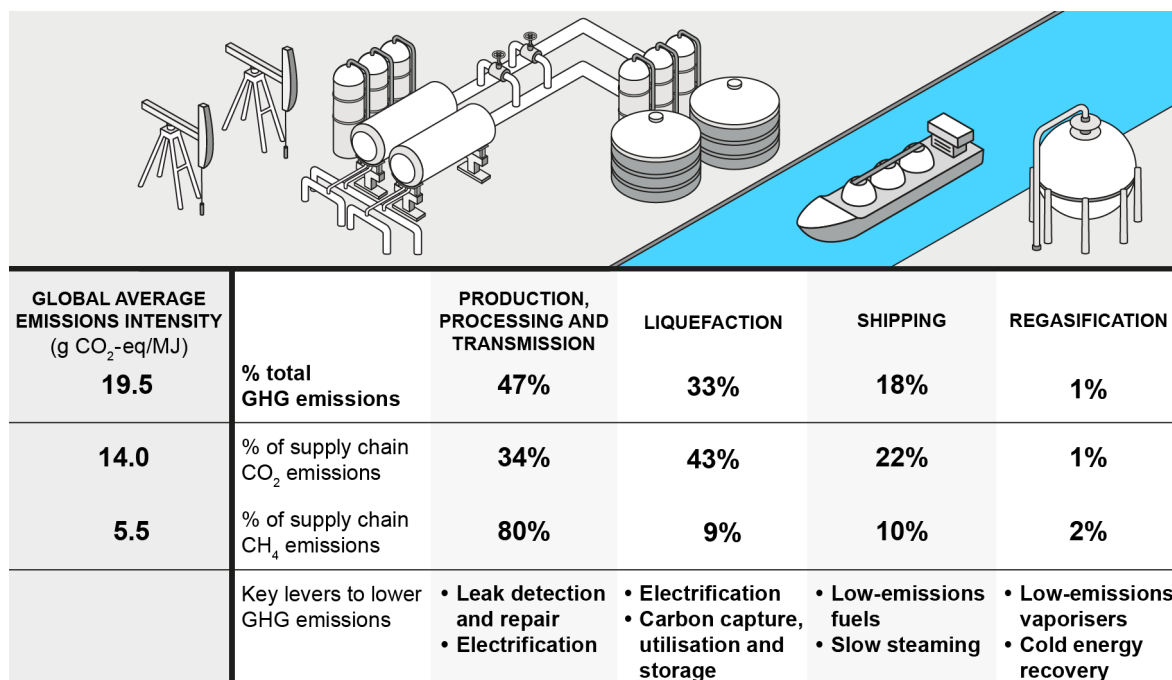 GLOBAL AVERAGE
EMISSIONS INTENSITY
(g CO₂-eq/MJ)
19.5
% total
GHG emissions
PRODUCTION,
PROCESSING AND
TRANSMISSION
47%
LIQUEFACTION
33%
SHIPPING
18%
REGASIFICATION
1%
14.0
% of supply chain
CO₂ emissions
34%
43%
22%
1%
5.5
% of supply chain
CH₄ emissions
80%
9%
10%
2%
Key levers to lower
GHG emissions
• Leak detection
and repair
• Electrification
• Electrification
• Carbon capture,
utilisation and
storage
• Low-emissions
fuels
• Slow steaming
• Low-emissions
vaporisers
• Cold energy
recovery